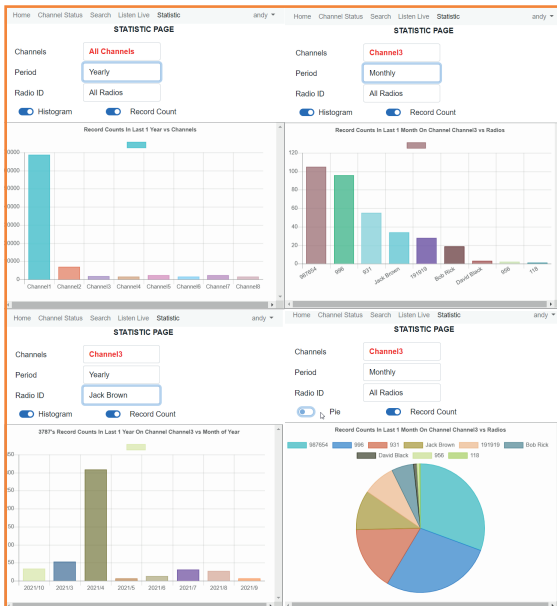 Home Channel Status Search Listen Live Statistic andy
STATISTIC PAGE
Channels All Channels
Period Yearly
Radio ID All Radios
Histogram Record Count
Record Counts In Last 1 Year vs Channels
0
Channel1 Channel2 Channel3 Channel4 Channel5 Channel6 Channel7 Channel8
Home Channel Status Search Listen Live Statistic andy
STATISTIC PAGE
Channels Channel3
Period Monthly
Radio ID All Radios
Histogram Record Count
Record Counts In Last 1 Month On Channel Channel3 vs Radios
120
100
80
60
40
20
0
987654 996 931 Jack Brown 191919 Bob Rick David Black 956 118
Home Channel Status Search Listen Live Statistic andy
STATISTIC PAGE
Channels Channel3
Period Yearly
Radio ID Jack Brown
Histogram Record Count
3787's Record Counts In Last 1 Year On Channel Channel3 vs Month of Year
0
2021/10 2021/3 2021/4 2021/5 2021/6 2021/7 2021/8 2021/9
Home Channel Status Search Listen Live Statistic andy
STATISTIC PAGE
Channels Channel3
Period Monthly
Radio ID All Radios
Pie Record Count
Record Counts In Last 1 Month On Channel Channel3 vs Radios
987654 996 931 Jack Brown 191919 Bob Rick
David Black 956 118